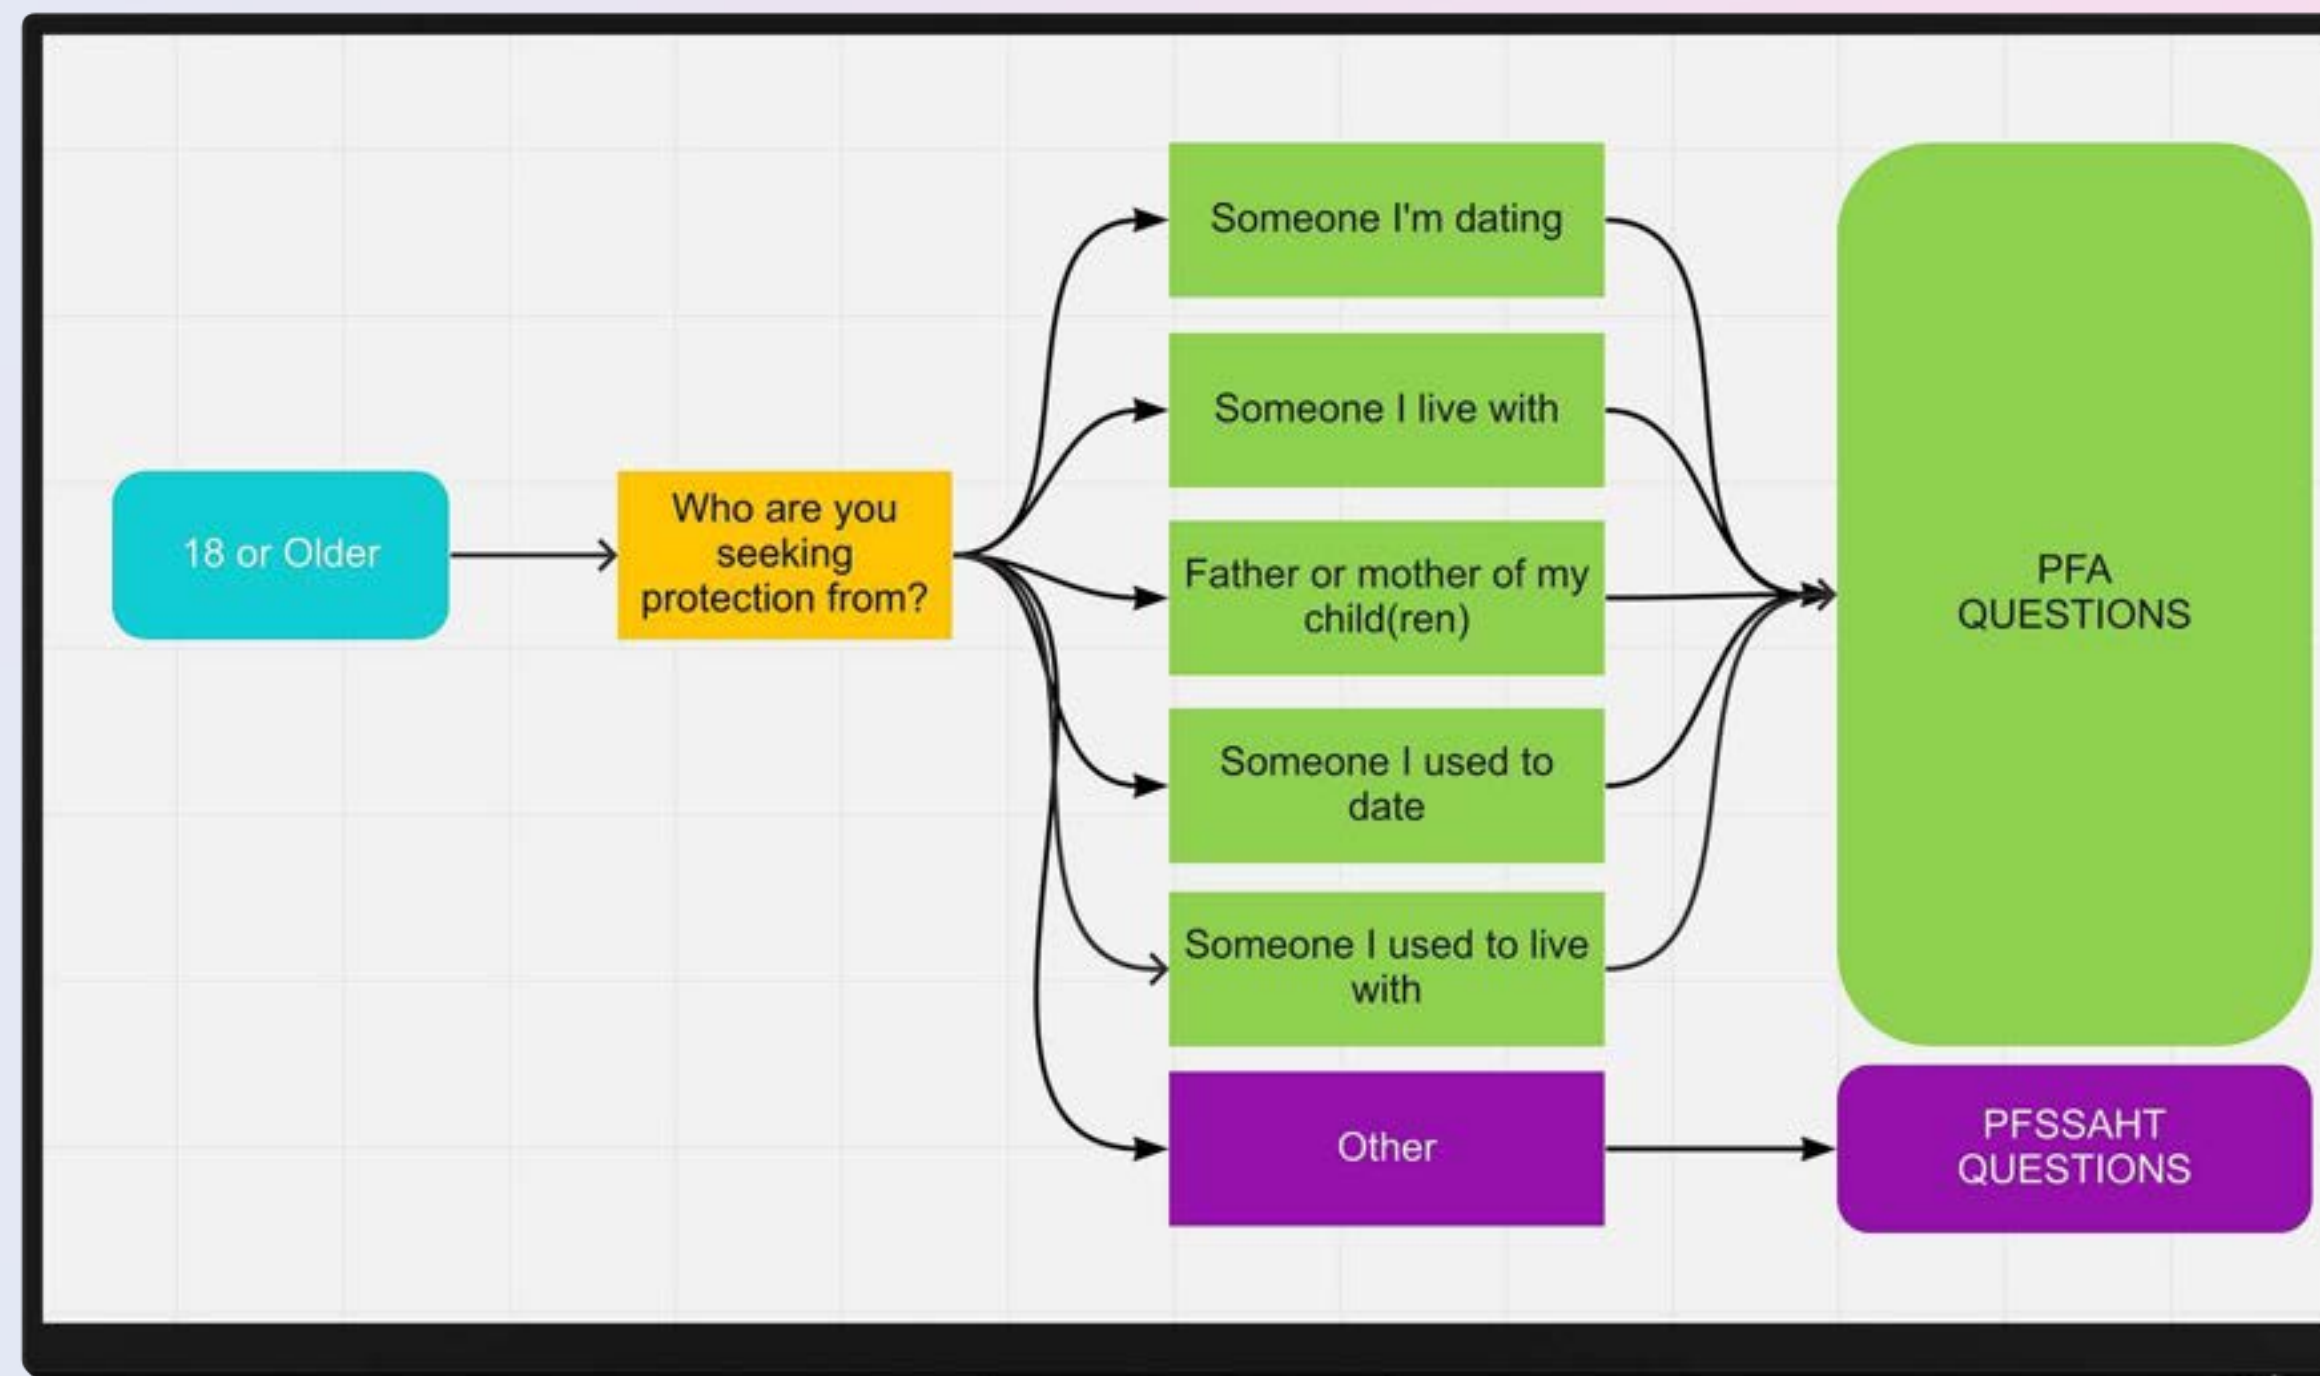 18 or Older
Who are you
seeking
protection from?
Someone I'm dating
Someone I live with
Father or mother of my
child(ren)
Someone I used to
date
Someone I used to live
with
Other
PFA
QUESTIONS
PFSSAHT
QUESTIONS